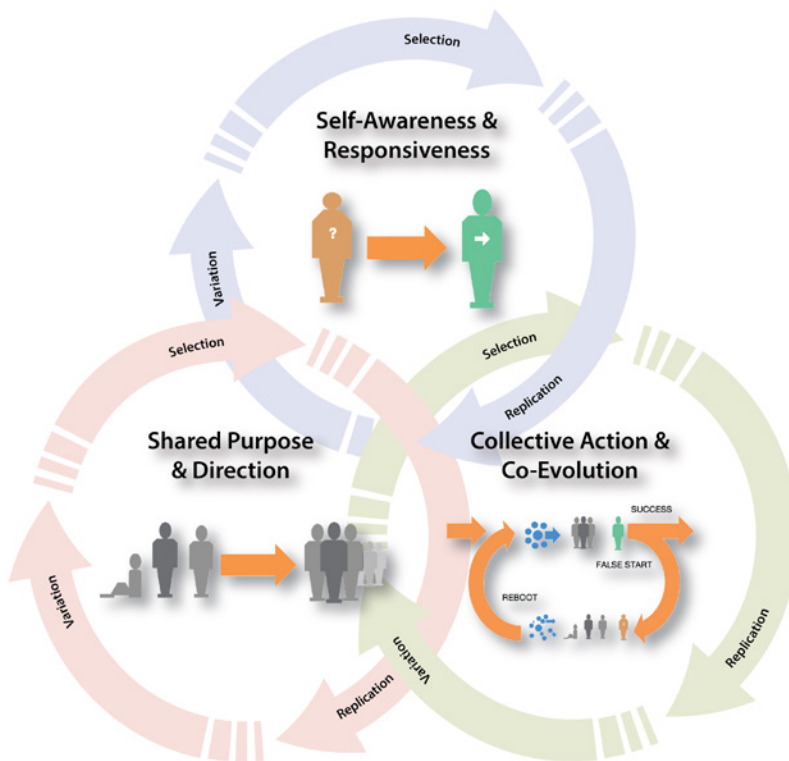 Selection
Self-Awareness &
Responsiveness
?
Variation
Replication
Selection
Shared Purpose
& Direction
Variation
Replication
Selection
Collective Action &
Co-Evolution
SUCCESS
FALSE START
REBOOT
Variation
Replication